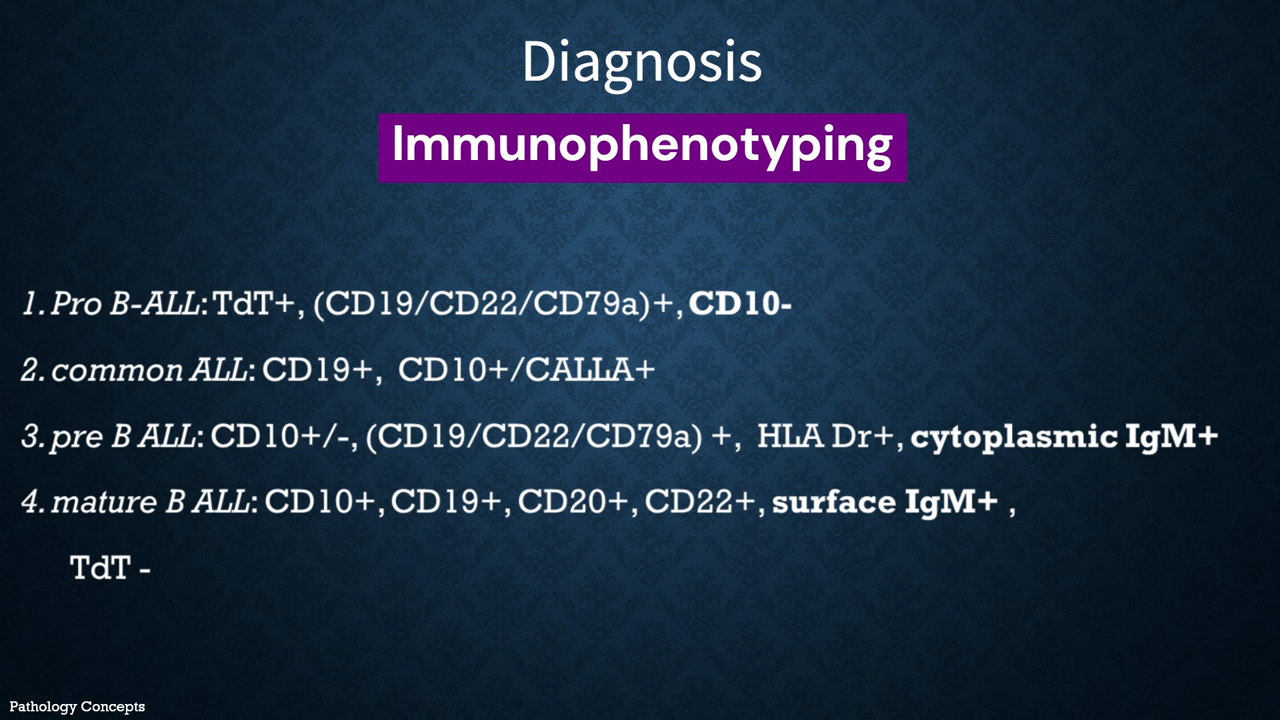 Diagnosis
Immunophenotyping
1. Pro B-ALL: TdT+, (CD19/CD22/CD79a)+, CD10-
2. common ALL: CD19+, CD10+/CALLA+
3. pre B ALL: CD10+/-, (CD19/CD22/CD79a) +, HLA Dr+, cytoplasmic IgM+
4. mature B ALL: CD10+, CD19+, CD20+, CD22+, surface IgM+ ,
TdT -
Pathology Concepts